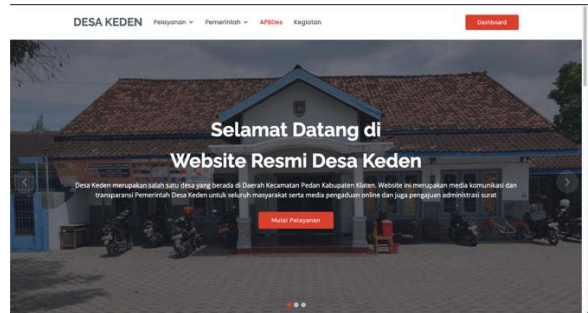 DESA KEDEN
Pelayanan
Pemerintah
APBDes
Kegiatan
Dashboard
Selamat Datang di
Website Resmi Desa Keden
Desa Keden merupakan salah satu desa yang berada di Daerah Kecamatan Pedan Kabupaten Klaten. Website ini merupakan media komunikasi dan
transparansi Pemerintah Desa Keden untuk seluruh masyarakat serta media pengaduan online dan juga pengajuan administrasi surat
Mulai Pelayanan